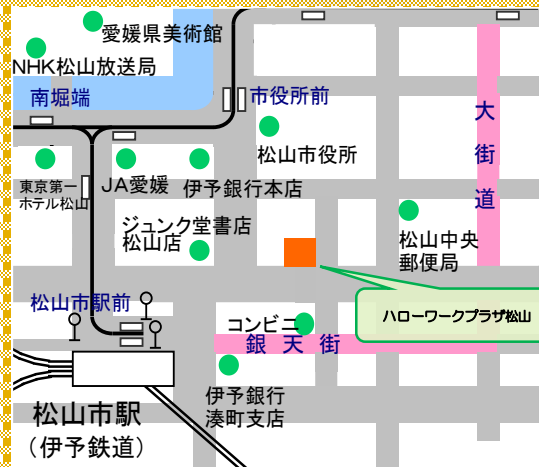 愛媛県美術館
NHK松山放送局
南堀端
市役所前
大街道
松山市役所
東京第一
ホテル松山
JA愛媛
伊予銀行本店
ジュンク堂書店
松山店
松山中央
郵便局
松山市駅前
ハローワークプラザ松山
コンビニ
銀天街
伊予銀行
湊町支店
松山市駅
（伊予鉄道）